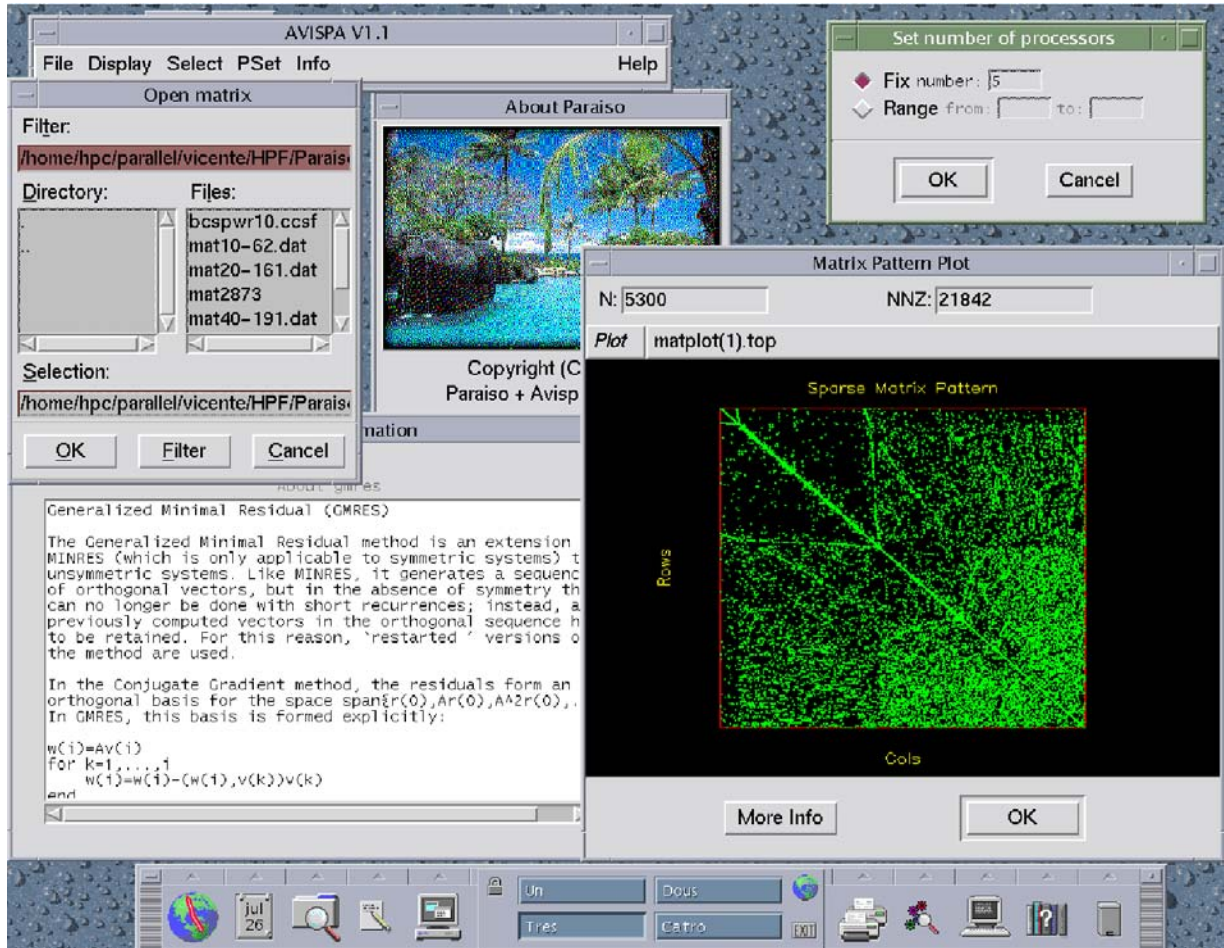 AVISPA V1.1
File Display Select PSet Info Help
Open matrix
Filter:
/home/hpc/parallel/vicente/HPF/Parais
Directory: Files:
.
..
bcspwr10.ccsf
mat10-62.dat
mat20-161.dat
mat2873
mat40-191.dat
Selection:
/home/hpc/parallel/vicente/HPF/Parais
OK Filter Cancel
About Paraiso
Copyright (C
Paraiso + Avisp
Set number of processors
Fix number: 5
Range from: to:
OK Cancel
Matrix Pattern Plot
N: 5300 NNZ: 21842
Plot matplot(1).top
Sparse Matrix Pattern
Rows
Cols
More Info OK
mation
About gmres
Generalized Minimal Residual (GMRES)
The Generalized Minimal Residual method is an extension
MINRES (which is only applicable to symmetric systems) t
unsymmetric systems. Like MINRES, it generates a sequenc
of orthogonal vectors, but in the absence of symmetry th
can no longer be done with short recurrences; instead, a
previously computed vectors in the orthogonal sequence h
to be retained. For this reason, `restarted ´ versions o
the method are used.
In the Conjugate Gradient method, the residuals form an
orthogonal basis for the space span{r(0),Ar(0),A^2r(0),.
In GMRES, this basis is formed explicitly:
w(i)=Av(i)
for k=1,...,i
w(i)=w(i)-(w(i),v(k))v(k)
end
jul
26
Un Dous
Tres Catro
EXIT
?